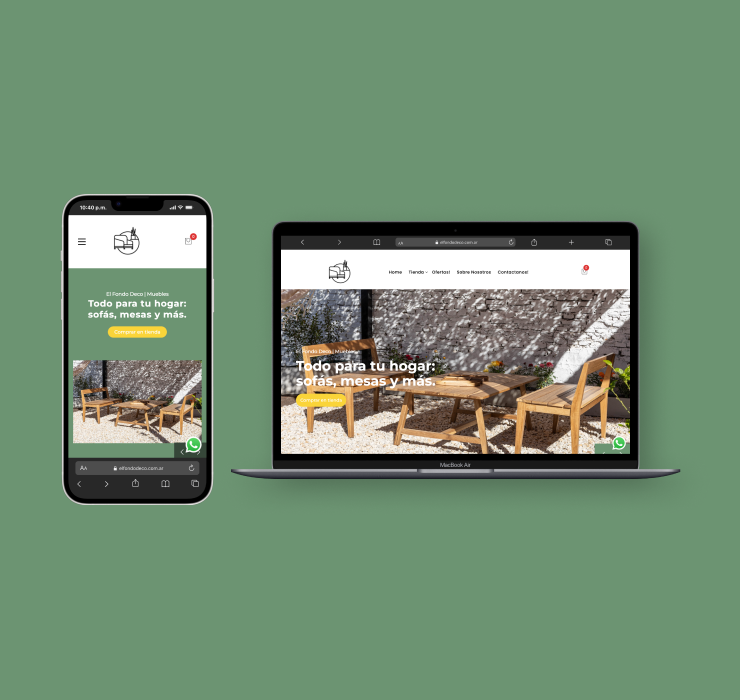 10:40 p.m.
0
El Fondo Deco | Muebles
Todo para tu hogar:
sofás, mesas y más.
Comprar en tienda
AA
elfondodeco.com.ar
AA
elfondodeco.com.ar
Home Tienda Ofertas! Sobre Nosotros Contactanos!
0
El Fondo Deco | Muebles
Todo para tu hogar:
sofás, mesas y más.
Comprar en tienda
MacBook Air